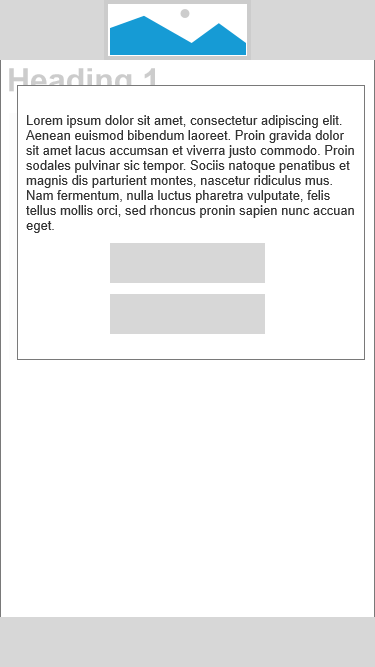 Heading 1
Lorem ipsum dolor sit amet, consectetur adipiscing elit.
Aenean euismod bibendum laoreet. Proin gravida dolor
sit amet lacus accumsan et viverra justo commodo. Proin
sodales pulvinar sic tempor. Sociis natoque penatibus et
magnis dis parturient montes, nascetur ridiculus mus.
Nam fermentum, nulla luctus pharetra vulputate, felis
tellus mollis orci, sed rhoncus pronin sapien nunc accuan
eget.